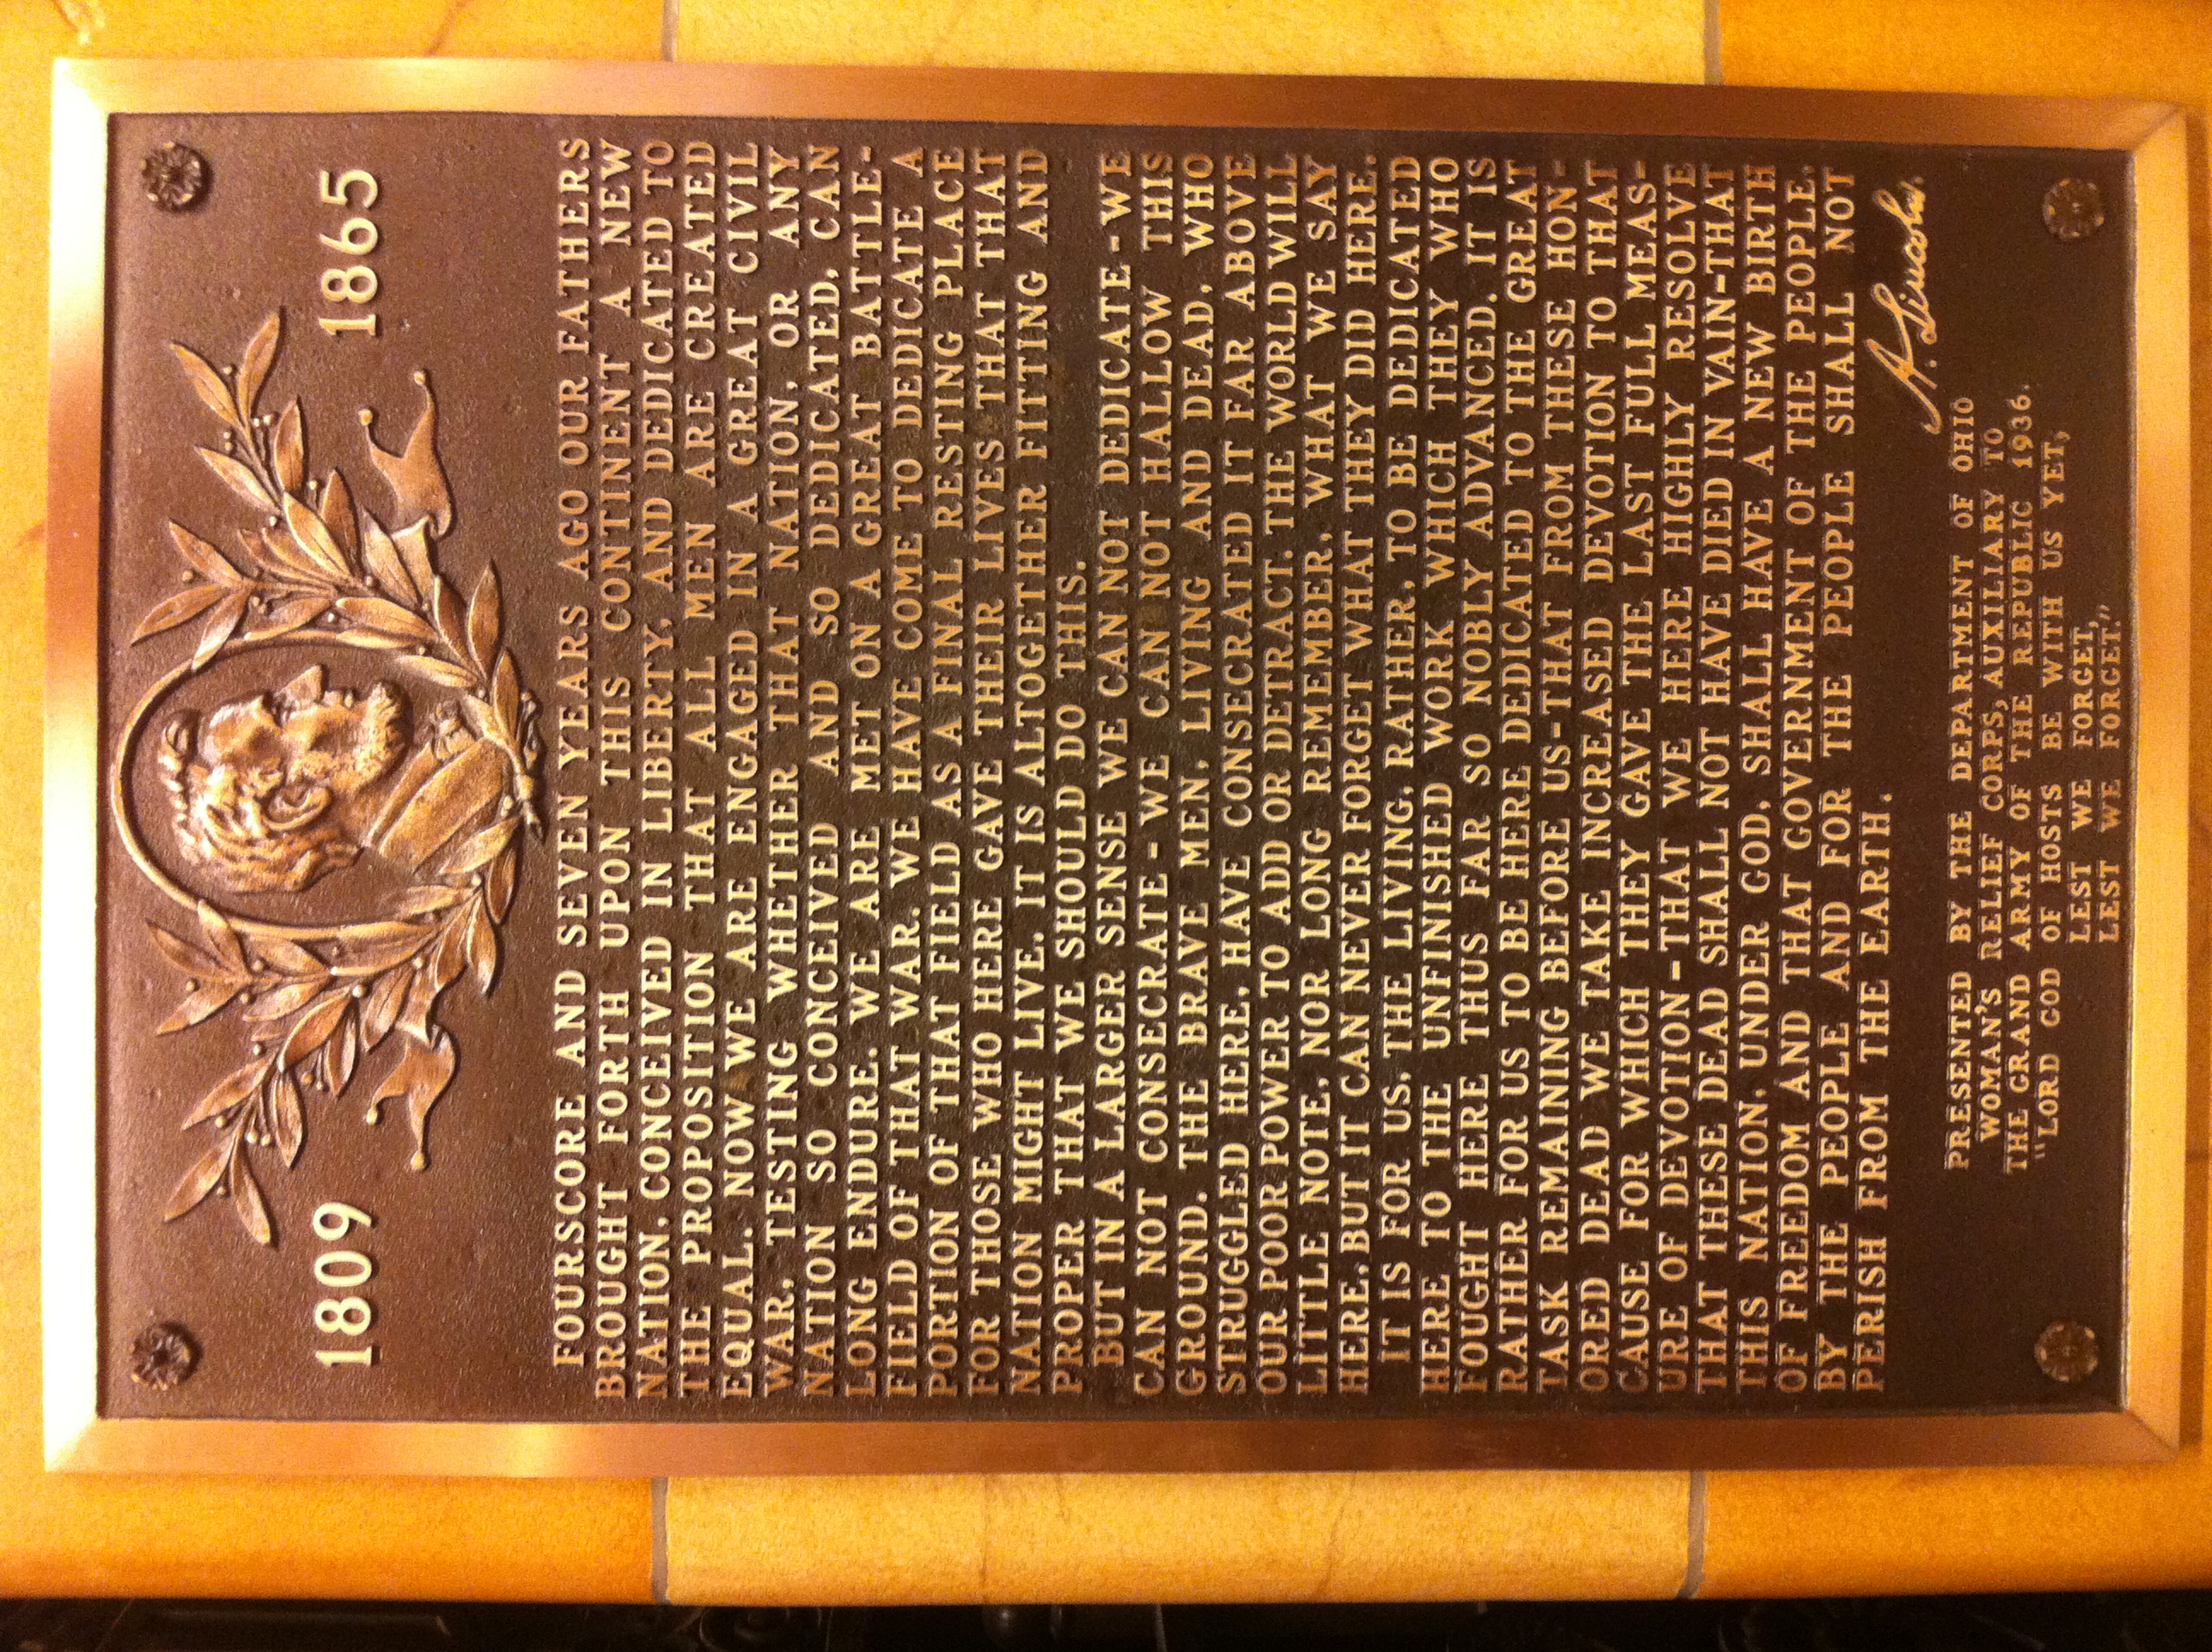 1809 1865
FOURSCORE AND SEVEN YEARS AGO OUR FATHERS
BROUGHT FORTH UPON THIS CONTINENT A NEW
NATION, CONCEIVED IN LIBERTY, AND DEDICATED TO
THE PROPOSITION THAT ALL MEN ARE CREATED
EQUAL. NOW WE ARE ENGAGED IN A GREAT CIVIL
WAR, TESTING WHETHER THAT NATION, OR ANY
NATION SO CONCEIVED AND SO DEDICATED, CAN
LONG ENDURE. WE ARE MET ON A GREAT BATTLE-
FIELD OF THAT WAR. WE HAVE COME TO DEDICATE A
PORTION OF THAT FIELD AS A FINAL RESTING PLACE
FOR THOSE WHO HERE GAVE THEIR LIVES THAT THAT
NATION MIGHT LIVE. IT IS ALTOGETHER FITTING AND
PROPER THAT WE SHOULD DO THIS.
BUT IN A LARGER SENSE WE CAN NOT DEDICATE - WE
CAN NOT CONSECRATE - WE CAN NOT HALLOW THIS
GROUND. THE BRAVE MEN, LIVING AND DEAD, WHO
STRUGGLED HERE, HAVE CONSECRATED IT FAR ABOVE
OUR POOR POWER TO ADD OR DETRACT. THE WORLD WILL
LITTLE NOTE, NOR LONG REMEMBER, WHAT WE SAY
HERE, BUT IT CAN NEVER FORGET WHAT THEY DID HERE.
IT IS FOR US, THE LIVING, RATHER, TO BE DEDICATED
HERE TO THE UNFINISHED WORK WHICH THEY WHO
FOUGHT HERE THUS FAR SO NOBLY ADVANCED. IT IS
RATHER FOR US TO BE HERE DEDICATED TO THE GREAT
TASK REMAINING BEFORE US-THAT FROM THESE HON-
ORED DEAD WE TAKE INCREASED DEVOTION TO THAT
CAUSE FOR WHICH THEY GAVE THE LAST FULL MEAS-
URE OF DEVOTION-THAT WE HERE HIGHLY RESOLVE
THAT THESE DEAD SHALL NOT HAVE DIED IN VAIN-THAT
THIS NATION, UNDER GOD, SHALL HAVE A NEW BIRTH
OF FREEDOM AND THAT GOVERNMENT OF THE PEOPLE,
BY THE PEOPLE AND FOR THE PEOPLE SHALL NOT
PERISH FROM THE EARTH.
A. Lincoln.
PRESENTED BY THE DEPARTMENT OF OHIO
WOMAN'S RELIEF CORPS, AUXILIARY TO
THE GRAND ARMY OF THE REPUBLIC 1936.
"LORD GOD OF HOSTS BE WITH US YET,
LEST WE FORGET,
LEST WE FORGET."